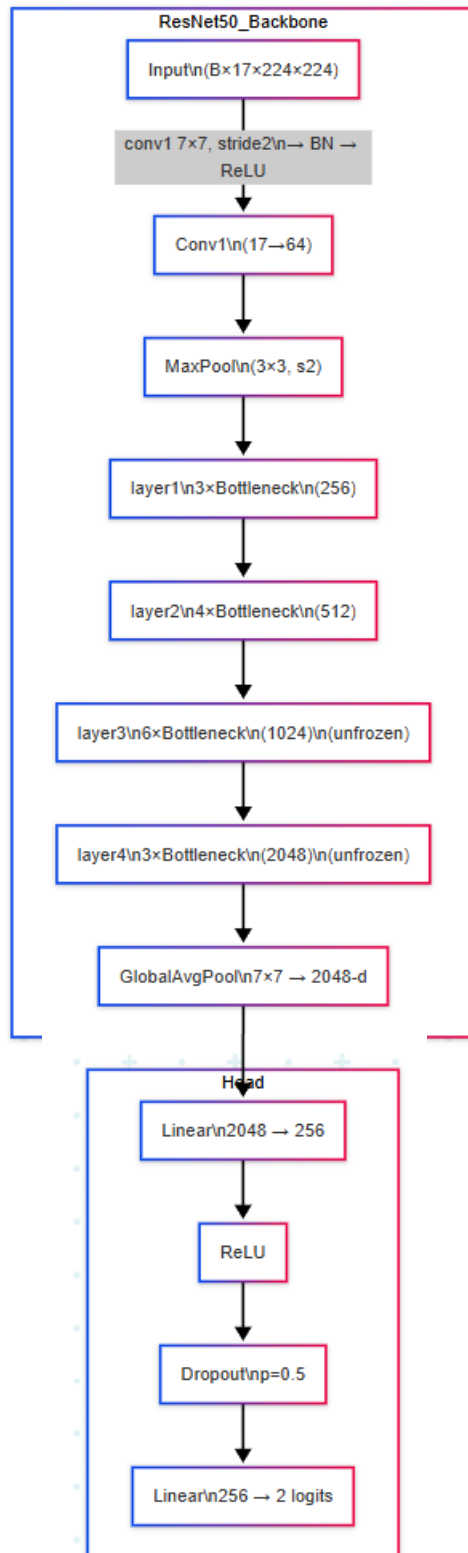 ResNet50_Backbone
Input\n(B×17×224×224)
conv1 7×7, stride2\n→ BN →
ReLU
Conv1\n(17→64)
MaxPool\n(3×3, s2)
layer1\n3×Bottleneck\n(256)
layer2\n4×Bottleneck\n(512)
layer3\n6×Bottleneck\n(1024)\n(unfrozen)
layer4\n3×Bottleneck\n(2048)\n(unfrozen)
GlobalAvgPool\n7×7 → 2048-d
Head
Linear\n2048 → 256
ReLU
Dropout\np=0.5
Linear\n256 → 2 logits